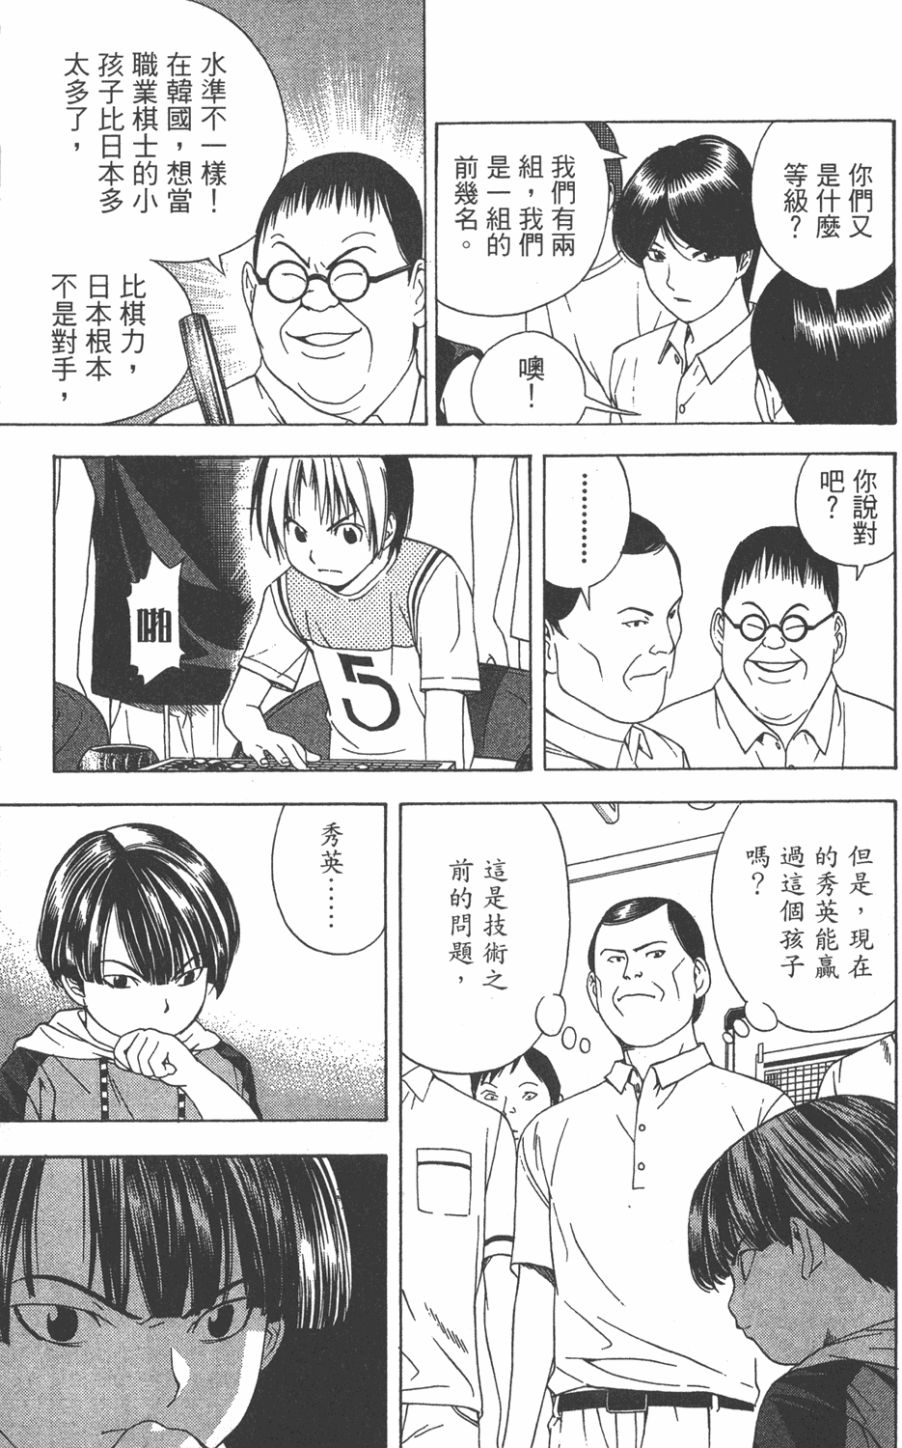 你們又
是什麼
等級？
我們有兩
組，我們
是一組的
前幾名。
噢！
水準不一樣！
在韓國，想當
職業棋士的小
孩子比日本多
太多了，
比棋力，
日本根本
不是對手，
你說對
吧？
…………
啪
但是，現在
的秀英能贏
過這個孩子
嗎？
這是技術之
前的問題，
秀英……